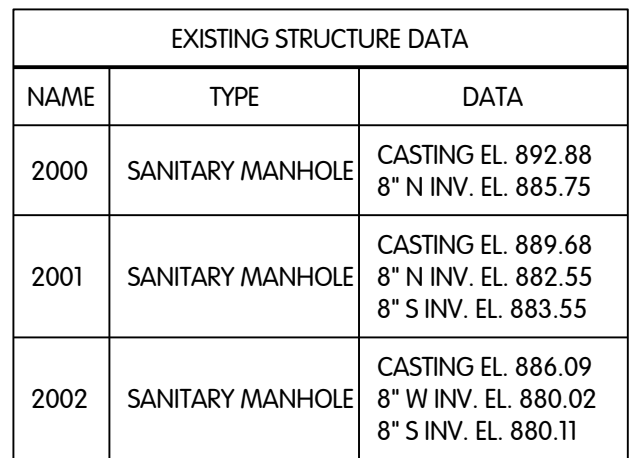 EXISTING STRUCTURE DATA
NAME TYPE DATA
2000 SANITARY MANHOLE CASTING EL. 892.88
8" N INV. EL. 885.75
2001 SANITARY MANHOLE CASTING EL. 889.68
8" N INV. EL. 882.55
8" S INV. EL. 883.55
2002 SANITARY MANHOLE CASTING EL. 886.09
8" W INV. EL. 880.02
8" S INV. EL. 880.11